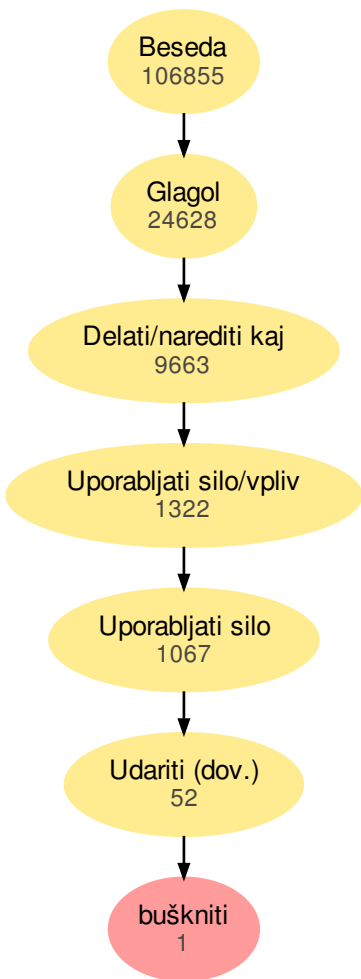 Beseda
106855
Glagol
24628
Delati/narediti kaj
9663
Uporabljati silo/vpliv
1322
Uporabljati silo
1067
Udariti (dov.)
52
buškniti
1